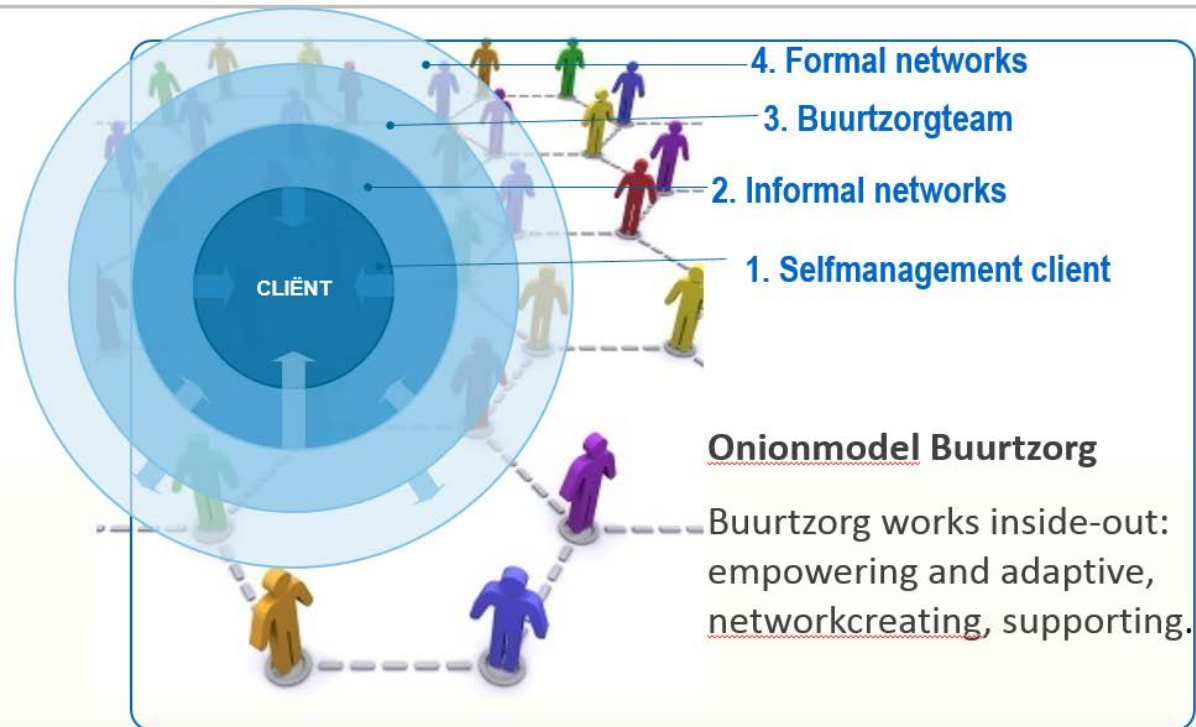 4. Formal networks
3. Buurtzorgteam
2. Informal networks
1. Selfmanagement client
CLIËNT
Onionmodel Buurtzorg
Buurtzorg works inside-out:
empowering and adaptive,
networkcreating, supporting.